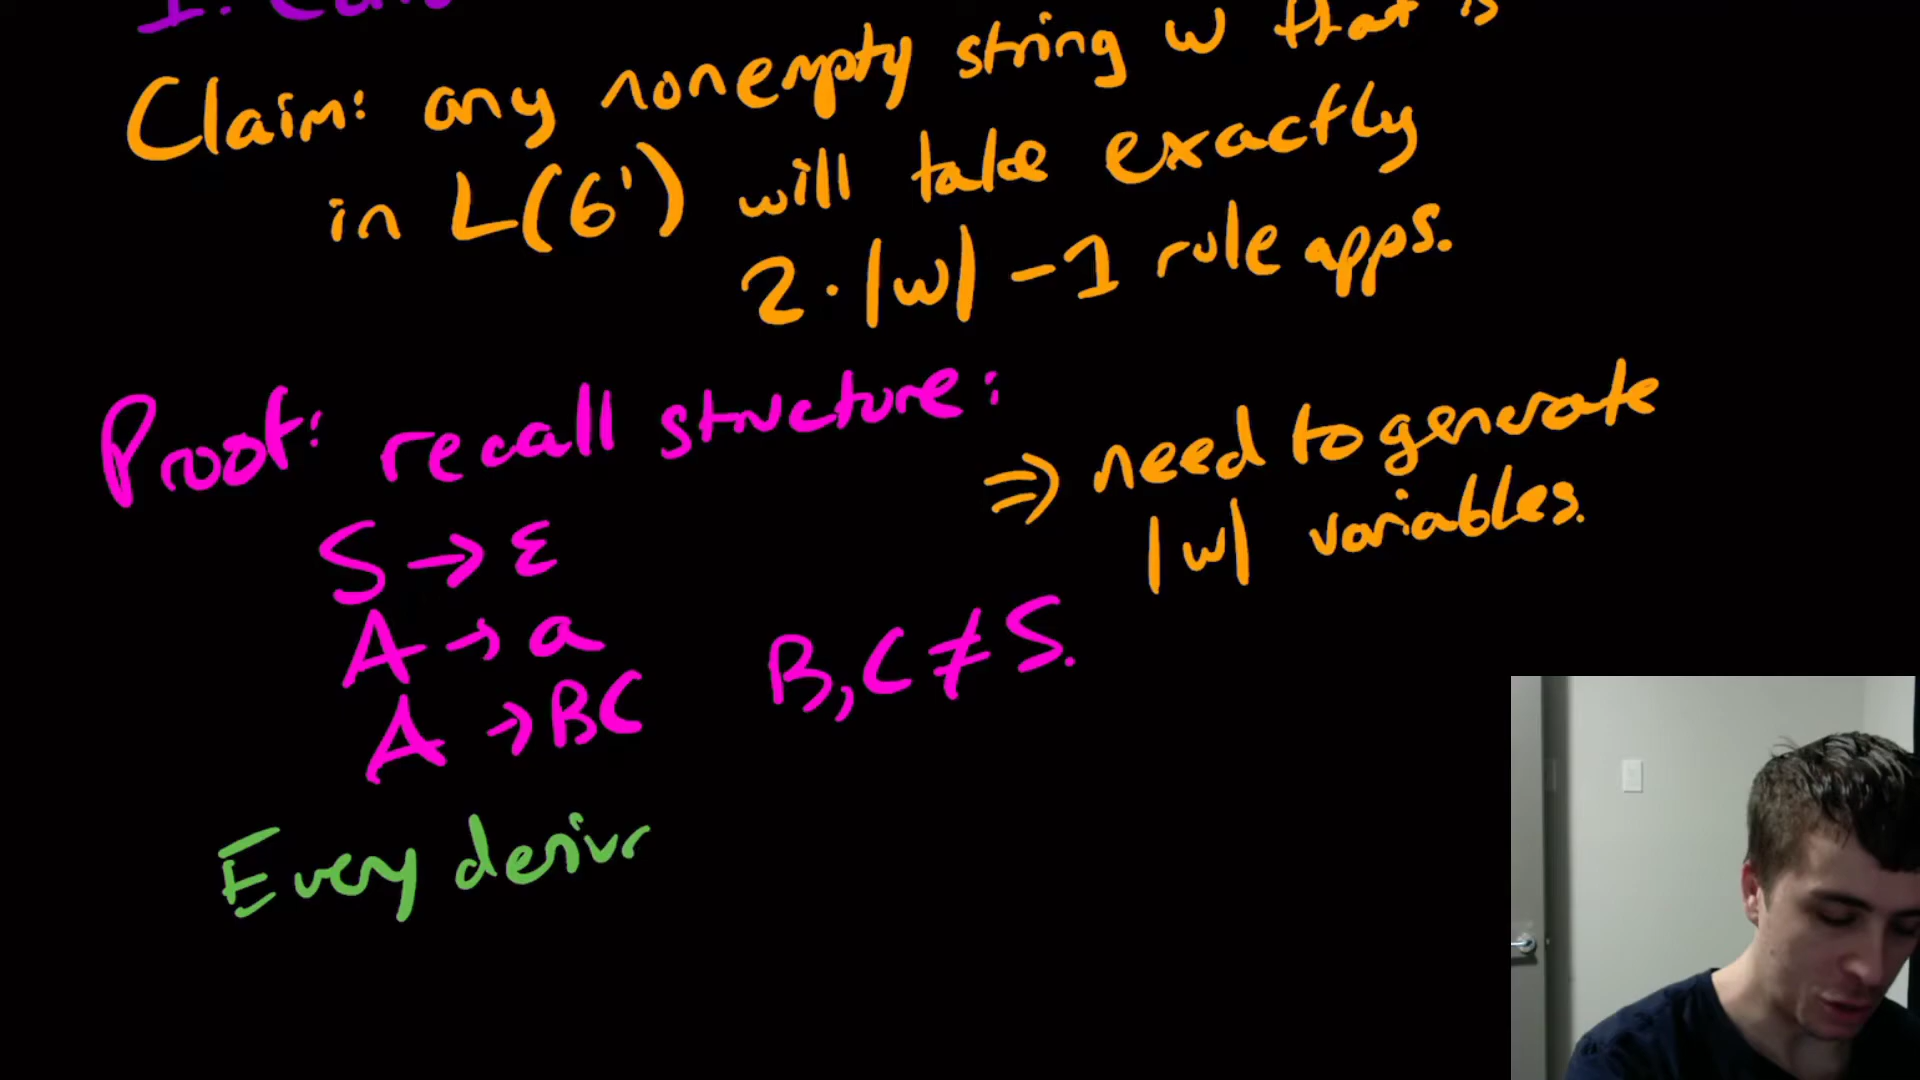 Claim: any nonempty string w that is
in L(G') will take exactly
2·|w|-1 rule apps.
Proof: recall structure:
⇒ need to generate
|w| variables.
S→ε
A→a
A→BC B,C≠S.
Every deriv